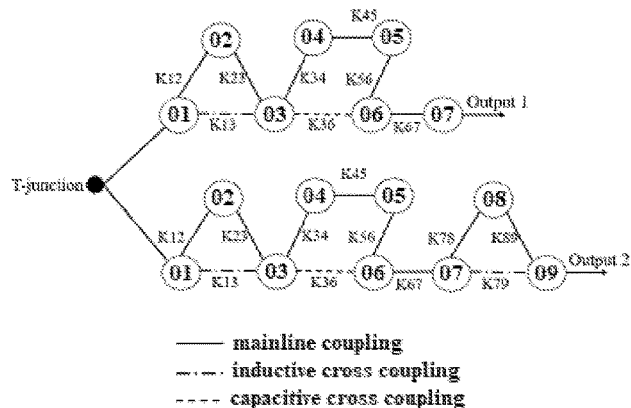 K45
02 04 05
K12 K23 K34 K56
01 03 06 07 Output 1
K13 K36 K67
T-junction
K45
02 04 05 08
K12 K23 K34 K56 K78 K89
01 03 06 07 09 Output 2
K13 K36 K67 K79
mainline coupling
inductive cross coupling
capacitive cross coupling